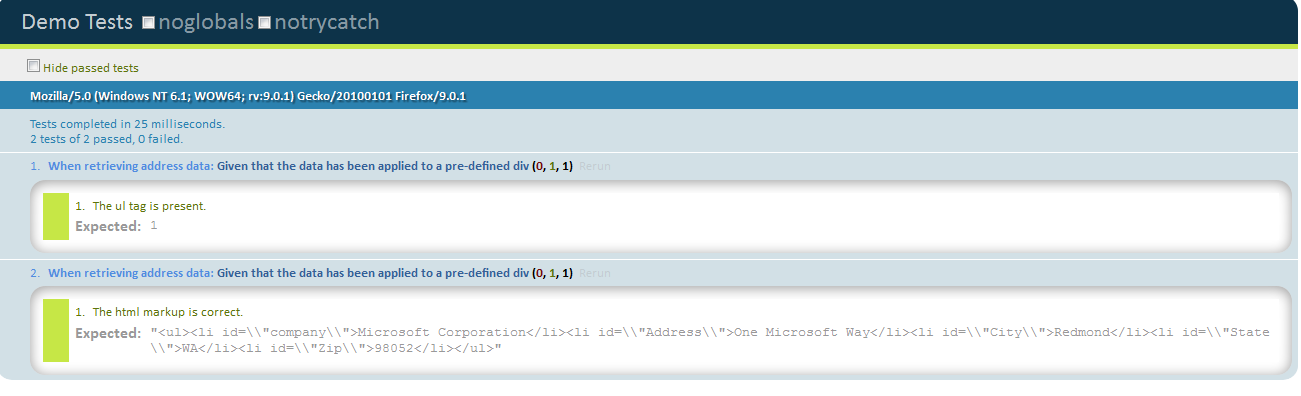 Demo Tests noglobals notrycatch
Hide passed tests
Mozilla/5.0 (Windows NT 6.1; WOW64; rv:9.0.1) Gecko/20100101 Firefox/9.0.1
Tests completed in 25 milliseconds.
2 tests of 2 passed, 0 failed.
1. When retrieving address data: Given that the data has been applied to a pre-defined div (0, 1, 1) Rerun
1. The ul tag is present.
Expected: 1
2. When retrieving address data: Given that the data has been applied to a pre-defined div (0, 1, 1) Rerun
1. The html markup is correct.
Expected: "<ul><li id=\\"company\\">Microsoft Corporation</li><li id=\\"Address\\">One Microsoft Way</li><li id=\\"City\\">Redmond</li><li id=\\"State
\\">WA</li><li id=\\"Zip\\">98052</li></ul>"